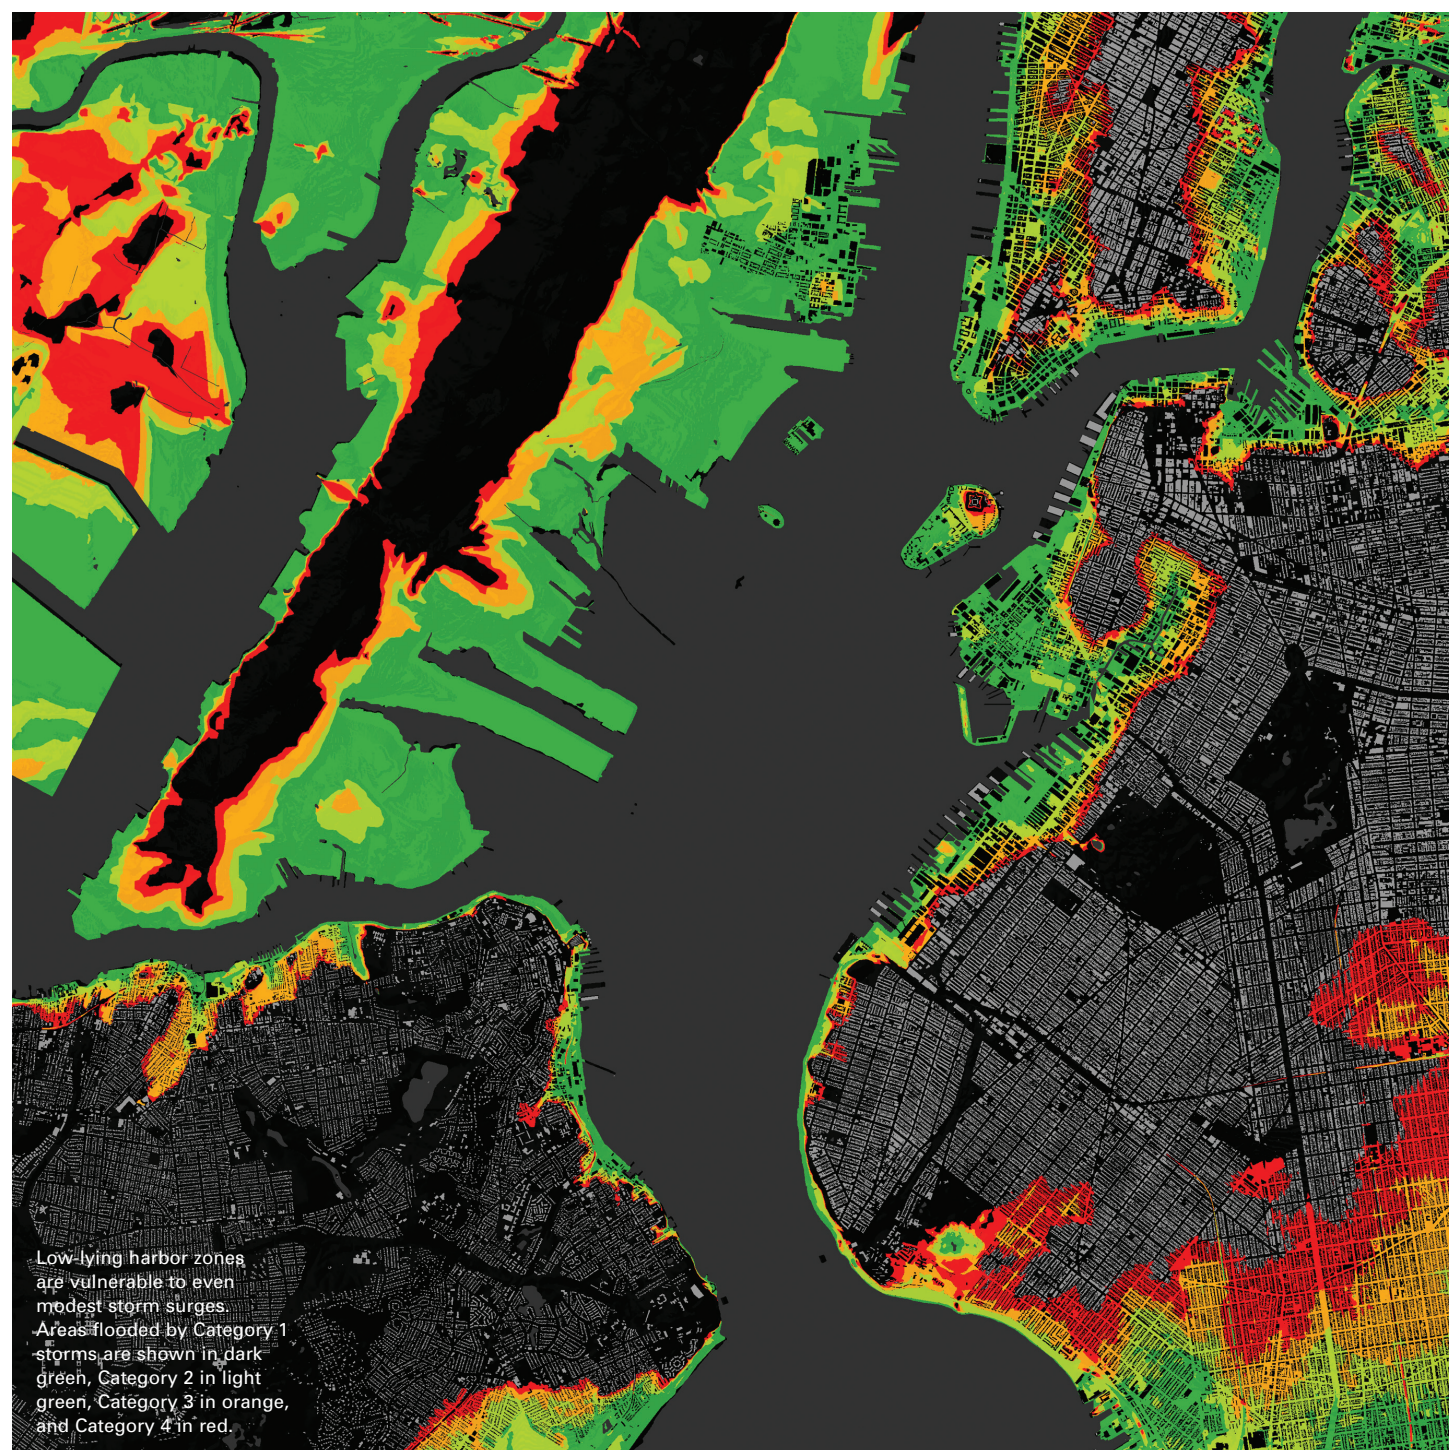 Low-lying harbor zones
are vulnerable to even
modest storm surges.
Areas flooded by Category 1
storms are shown in dark
green, Category 2 in light
green, Category 3 in orange,
and Category 4 in red.